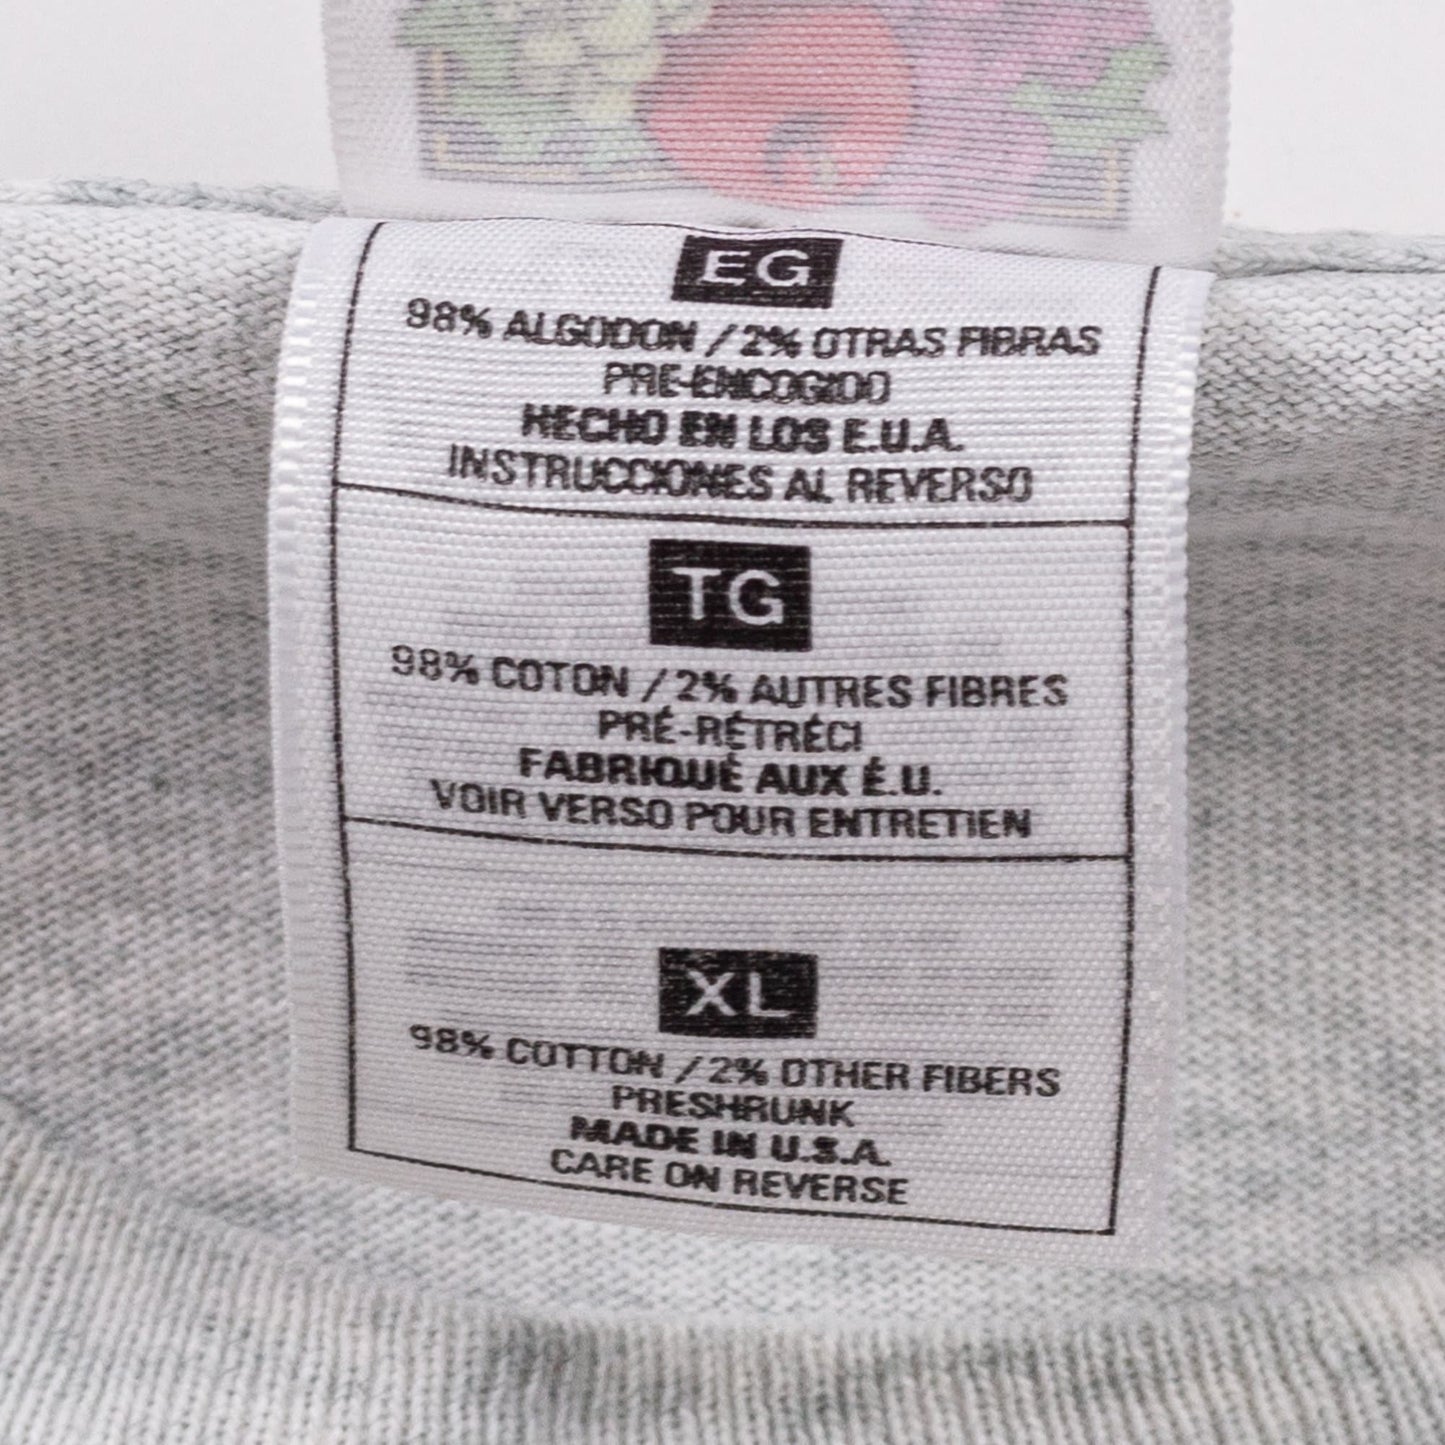 EG
98% ALGODON / 2% OTRAS FIBRAS
PRE-ENCOGIDO
HECHO EN LOS E.U.A.
INSTRUCCIONES AL REVERSO
TG
98% COTON / 2% AUTRES FIBRES
PRÉ-RÉTRÉCI
FABRIQUÉ AUX É.U.
VOIR VERSO POUR ENTRETIEN
XL
98% COTTON / 2% OTHER FIBERS
PRESHRUNK
MADE IN U.S.A.
CARE ON REVERSE